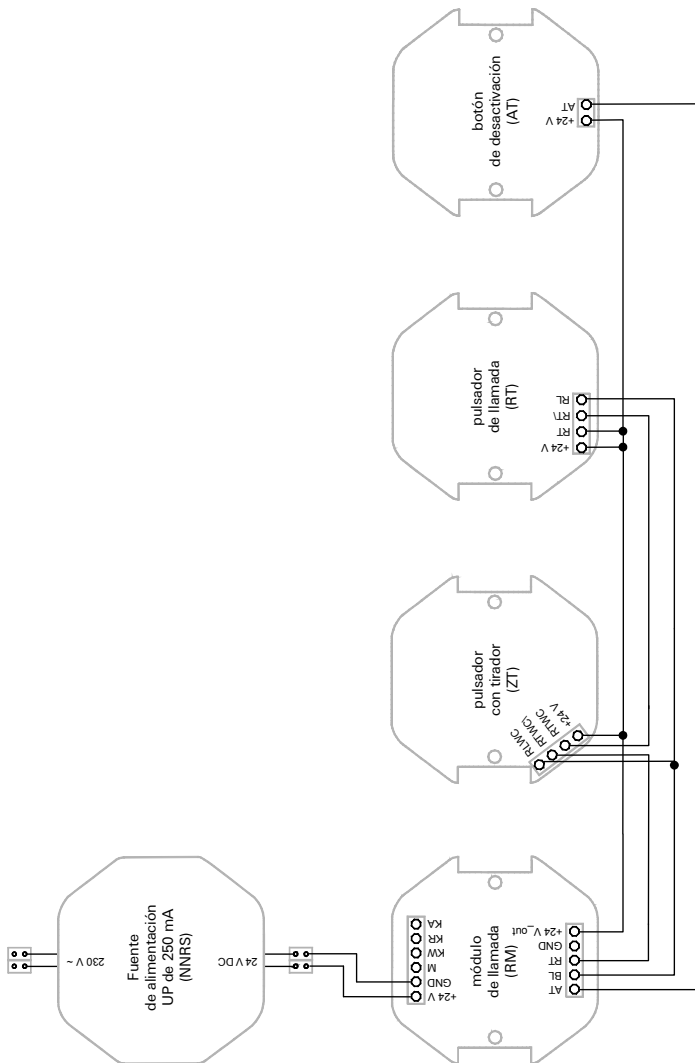 botón
de desactivación
(AT)
AT
+24 V
pulsador
de llamada
(RT)
RL
RT\
RT
+24 V
pulsador
con tirador
(ZT)
RLWC
RTWC\
RTWC
+24 V
Fuente
de alimentación
UP de 250 mA
(NNRS)
230 V ~
24 V DC
módulo
de llamada
(RM)
KA
KR
KW
M
GND
+24 V
+24 V_out
GND
RT
BL
AT